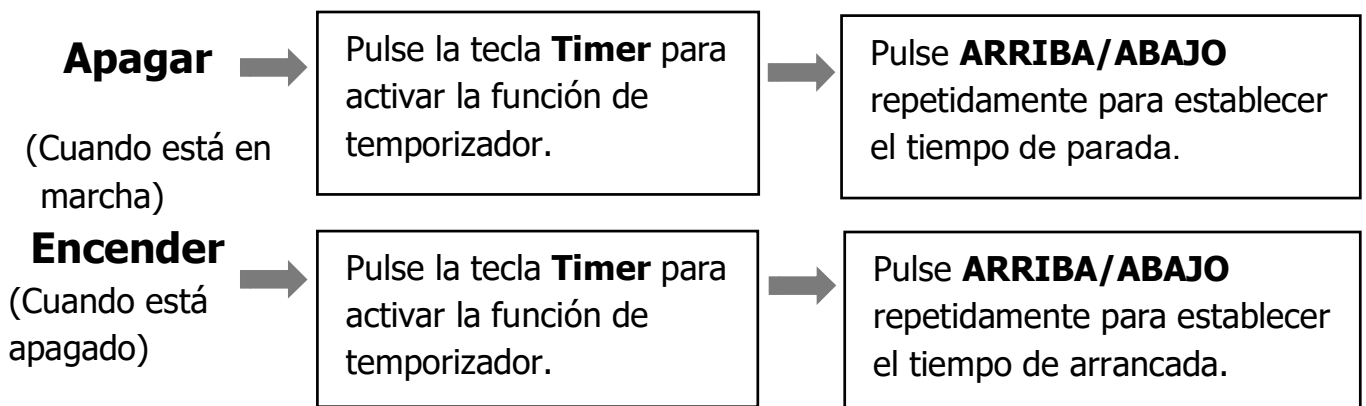 Apagar
(Cuando está en
marcha)
Pulse la tecla Timer para
activar la función de
temporizador.
Pulse ARRIBA/ABAJO
repetidamente para establecer
el tiempo de parada.
Encender
(Cuando está
apagado)
Pulse la tecla Timer para
activar la función de
temporizador.
Pulse ARRIBA/ABAJO
repetidamente para establecer
el tiempo de arrancada.